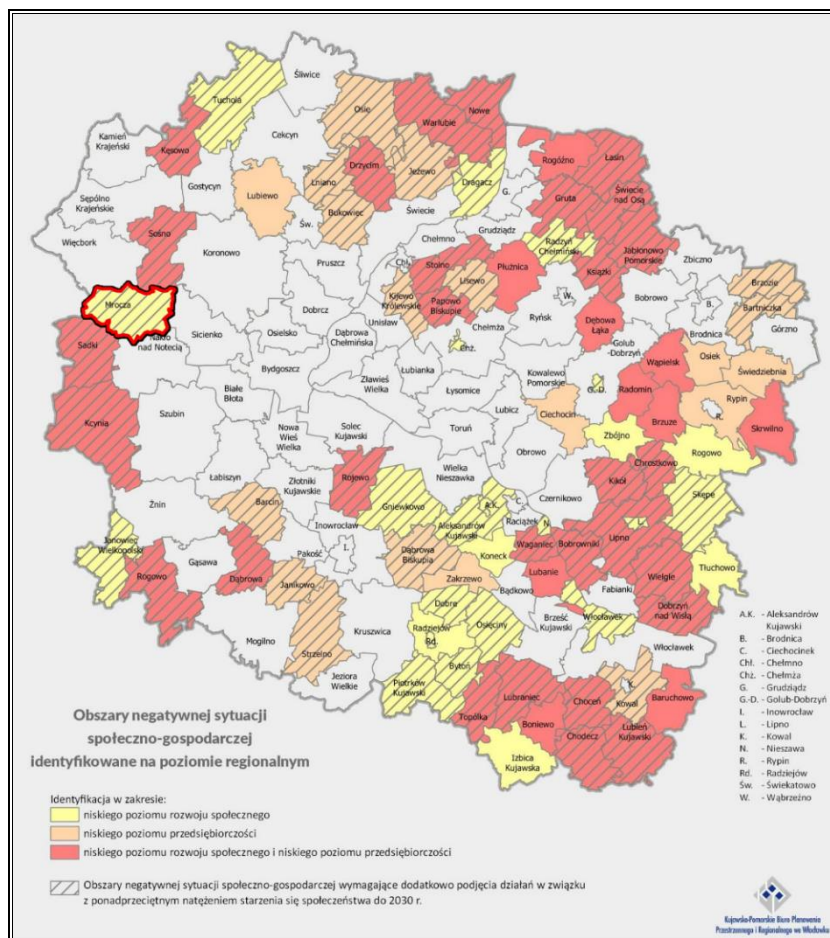 Śliwice
Tuchola
Osie
Warlubie
Nowe
Kamień
Krajeński
Kęsowo
Cekcyn
Drzycim
Jeżewo
Dragacz
Rogóźno
Łasin
Gostycyn
Lubiewo
Lniano
Bukowiec
Świecie
G.
Gruta
Świecie
nad Osą
Sępólno
Krajeńskie
Św.
Grudziądz
Więcbork
Sośno
Koronowo
Chełmno
Radzyń
Chełmiński
Jabłonowo
Pomorskie
Zbiczno
Pruszcz
Chł.
Stolno
Płużnica
Książki
Brzozie
Mrocza
Kijewo
Królewskie
Lisewo
Papowo
Biskupie
W.
Bobrowo
B.
Bartniczka
Dobrcz
Unisław
Ryńsk
Dębowa
Łąka
Brodnica
Górzno
Nakło
nad Notecią
Sicienko
Osielsko
Dąbrowa
Chełmińska
Chełmża
Chż.
Golub
-Dobrzyń
Sadki
Bydgoszcz
Łubianka
Kowalewo
Pomorskie
Wąpielsk
Osiek
Świedziebnia
Białe
Błota
Zławieś
Wielka
Łysomice
G.-D.
Radomin
Rypin
R.
Kcynia
Szubin
Lubicz
Ciechocin
Brzuze
Skrwilno
Nowa
Wieś
Wielka
Solec
Kujawski
Toruń
Zbójno
Rogowo
Obrowo
Chrostkowo
Łabiszyn
Złotniki
Kujawskie
Rojewo
Wielka
Nieszawka
Kikół
Skępe
Żnin
Barcin
Gniewkowo
Czernikowo
A.K.
C.
Aleksandrów
Kujawski
Raciążek
N.
L.
Inowrocław
Janowiec
Wielkopolski
Pakość
I.
Dąbrowa
Biskupia
Koneck
Waganiec
Bobrowniki
Lipno
Gąsawa
Dąbrowa
Tłuchowo
Rogowo
Janikowo
Zakrzewo
Lubanie
Wielgie
Bądkowo
Fabianki
Dobre
Dobrzyń
nad Wisłą
Osięciny
Brześć
Kujawski
Włocławek
Kruszwica
Radziejów
Rd.
Mogilno
Strzelno
Bytoń
Włocławek
Jeziora
Wielkie
Piotrków
Kujawski
K.
Kowal
Lubraniec
Choceń
Baruchowo
Topólka
Boniewo
Lubień
Kujawski
Chodecz
Izbica
Kujawska
A.K. - Aleksandrów
Kujawski
B. - Brodnica
C. - Ciechocinek
Chł. - Chełmno
Chż. - Chełmża
G. - Grudziądz
G.-D. - Golub-Dobrzyń
I. - Inowrocław
L. - Lipno
K. - Kowal
N. - Nieszawa
R. - Rypin
Rd. - Radziejów
Św. - Świekatowo
W. - Wąbrzeźno
Obszary negatywnej sytuacji
społeczno-gospodarczej
identyfikowane na poziomie regionalnym
Identyfikacja w zakresie:
niskiego poziomu rozwoju społecznego
niskiego poziomu przedsiębiorczości
niskiego poziomu rozwoju społecznego i niskiego poziomu przedsiębiorczości
Obszary negatywnej sytuacji społeczno-gospodarczej wymagające dodatkowo podjęcia działań w związku
z ponadprzeciętnym natężeniem starzenia się społeczeństwa do 2030 r.
Kujawsko-Pomorskie Biuro Planowania
Przestrzennego i Regionalnego we Włocławku